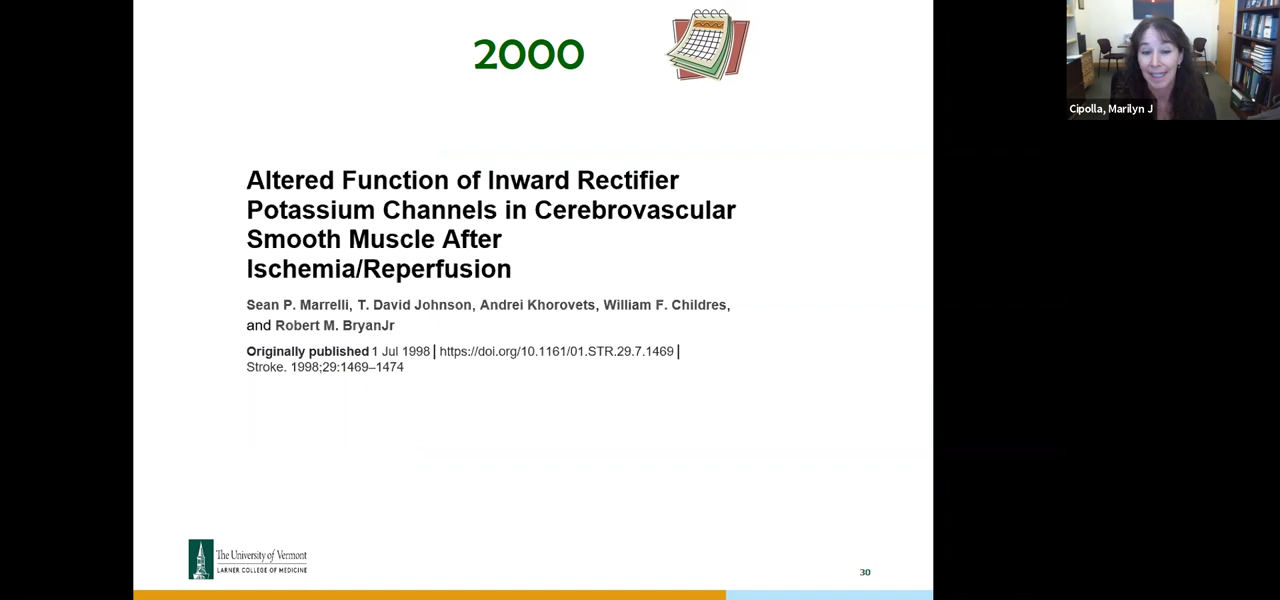 2000
Cipolla, Marilyn J
Altered Function of Inward Rectifier
Potassium Channels in Cerebrovascular
Smooth Muscle After
Ischemia/Reperfusion
Sean P. Marrelli, T. David Johnson, Andrei Khorovets, William F. Childres,
and Robert M. BryanJr
Originally published 1 Jul 1998 | https://doi.org/10.1161/01.STR.29.7.1469 |
Stroke. 1998;29:1469–1474
The University of Vermont
LARNER COLLEGE OF MEDICINE
30